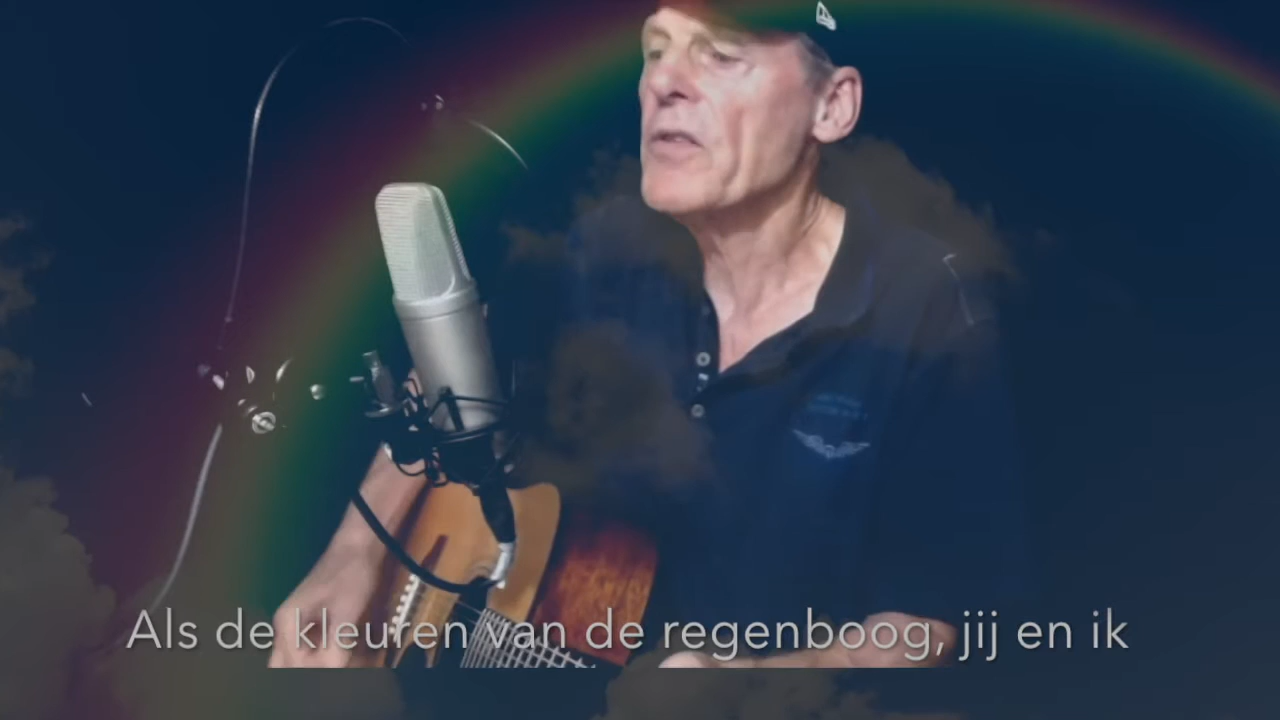 Als de kleuren van de regenboog, jij en ik